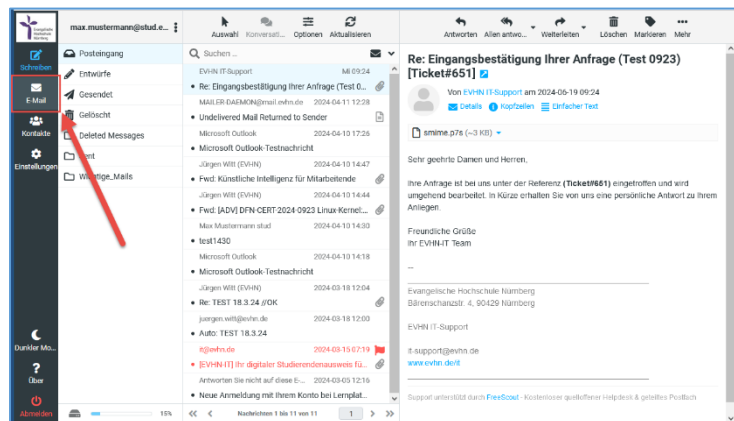 Evangelische
Hochschule
Nürnberg
Schreiben
E-Mail
Kontakte
Einstellungen
Dunkler Mo...
Über
Abmelden
max.mustermann@stud.e...
Posteingang
Entwürfe
Gesendet
Gelöscht
Deleted Messages
Sent
Wichtige_Mails
15%
Auswahl Konversati... Optionen Aktualisieren
Suchen ...
EVHN IT-Support Mi 09:24
Re: Eingangsbestätigung Ihrer Anfrage (Test 0...
MAILER-DAEMON@mail.evhn.de 2024-04-11 12:28
Undelivered Mail Returned to Sender
Microsoft Outlook 2024-04-10 17:26
Microsoft Outlook-Testnachricht
Jürgen Witt (EVHN) 2024-04-10 14:47
Fwd: Künstliche Intelligenz für Mitarbeitende
Jürgen Witt (EVHN) 2024-04-10 14:44
Fwd: [ADV] DFN-CERT-2024-0923 Linux-Kernel:...
Max Mustermann stud 2024-04-10 14:30
test1430
Microsoft Outlook 2024-04-10 14:18
Microsoft Outlook-Testnachricht
Jürgen Witt (EVHN) 2024-03-18 12:04
Re: TEST 18.3.24 //OK
juergen.witt@evhn.de 2024-03-18 12:00
Auto: TEST 18.3.24
it@evhn.de 2024-03-15 07:19
[EVHN-IT] Ihr digitaler Studierendenausweis fü...
Antworten Sie nicht auf diese E-... 2024-03-05 12:16
Neue Anmeldung mit Ihrem Konto bei Lernplat...
Nachrichten 1 bis 11 von 11 1
Antworten Allen antwo... Weiterleiten Löschen Markieren Mehr
Re: Eingangsbestätigung Ihrer Anfrage (Test 0923)
[Ticket#651]
Von EVHN IT-Support am 2024-06-19 09:24
Details Kopfzeilen Einfacher Text
smime.p7s (~3 KB)
Sehr geehrte Damen und Herren,
Ihre Anfrage ist bei uns unter der Referenz (Ticket#651) eingetroffen und wird
umgehend bearbeitet. In Kürze erhalten Sie von uns eine persönliche Antwort zu Ihrem
Anliegen.
Freundliche Grüße
Ihr EVHN-IT Team
--
Evangelische Hochschule Nürnberg
Bärenschanzstr. 4, 90429 Nürnberg
EVHN IT-Support
it-support@evhn.de
www.evhn.de/it
Support unterstützt durch FreeScout - Kostenloser quelloffener Helpdesk & geteiltes Postfach